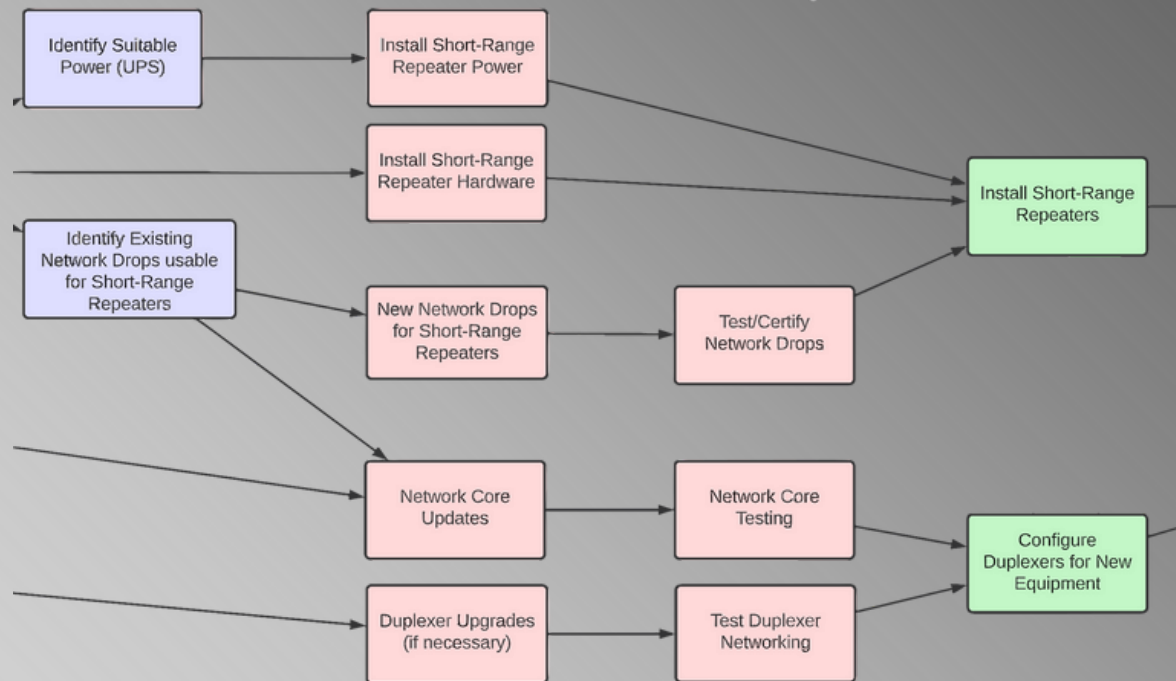 Identify Suitable
Power (UPS)
Install Short-Range
Repeater Power
Install Short-Range
Repeater Hardware
Install Short-Range
Repeaters
Identify Existing
Network Drops usable
for Short-Range
Repeaters
New Network Drops
for Short-Range
Repeaters
Test/Certify
Network Drops
Network Core
Updates
Network Core
Testing
Configure
Duplexers for New
Equipment
Duplexer Upgrades
(if necessary)
Test Duplexer
Networking